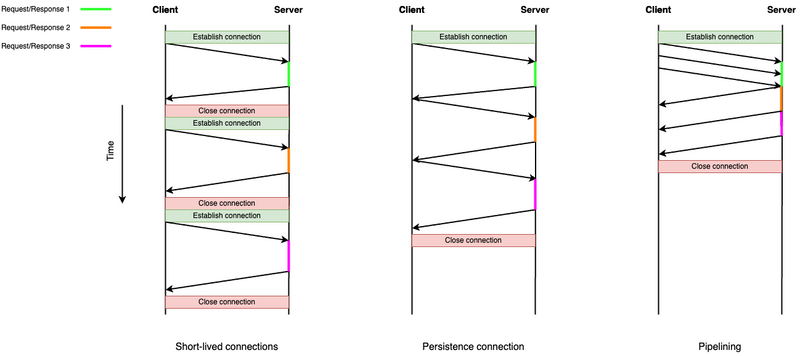 Request/Response 1
Request/Response 2
Request/Response 3
Time
Client Server
Establish connection
Close connection
Establish connection
Close connection
Establish connection
Close connection
Short-lived connections
Client Server
Establish connection
Close connection
Persistence connection
Client Server
Establish connection
Close connection
Pipelining